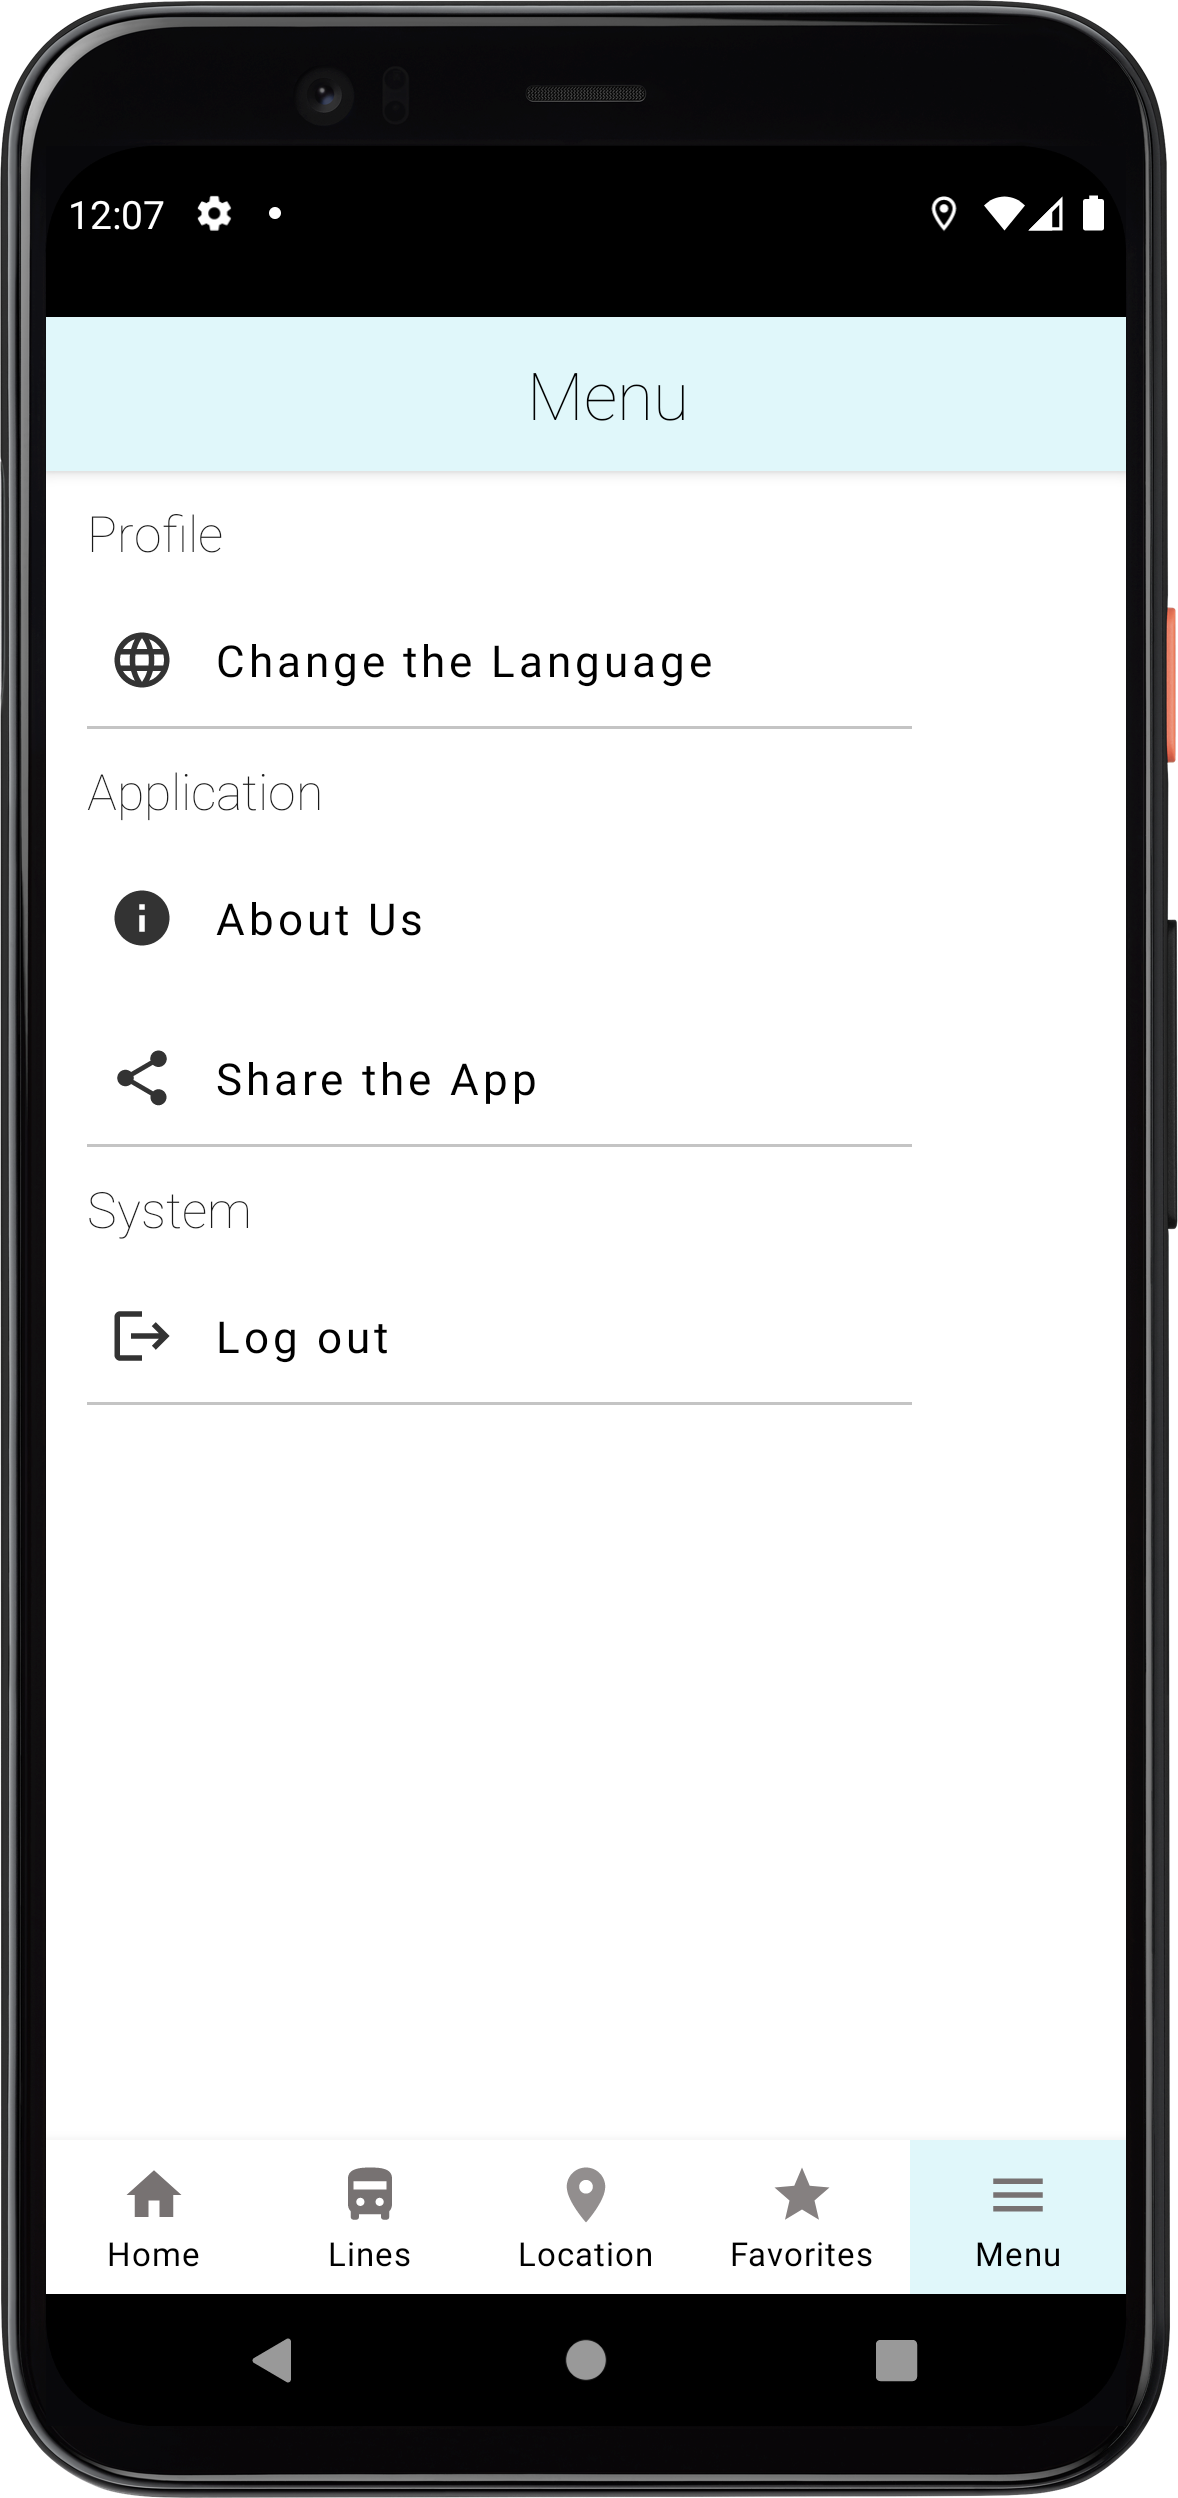 12:07
Menu
Profile
Change the Language
Application
About Us
Share the App
System
Log out
Home
Lines
Location
Favorites
Menu